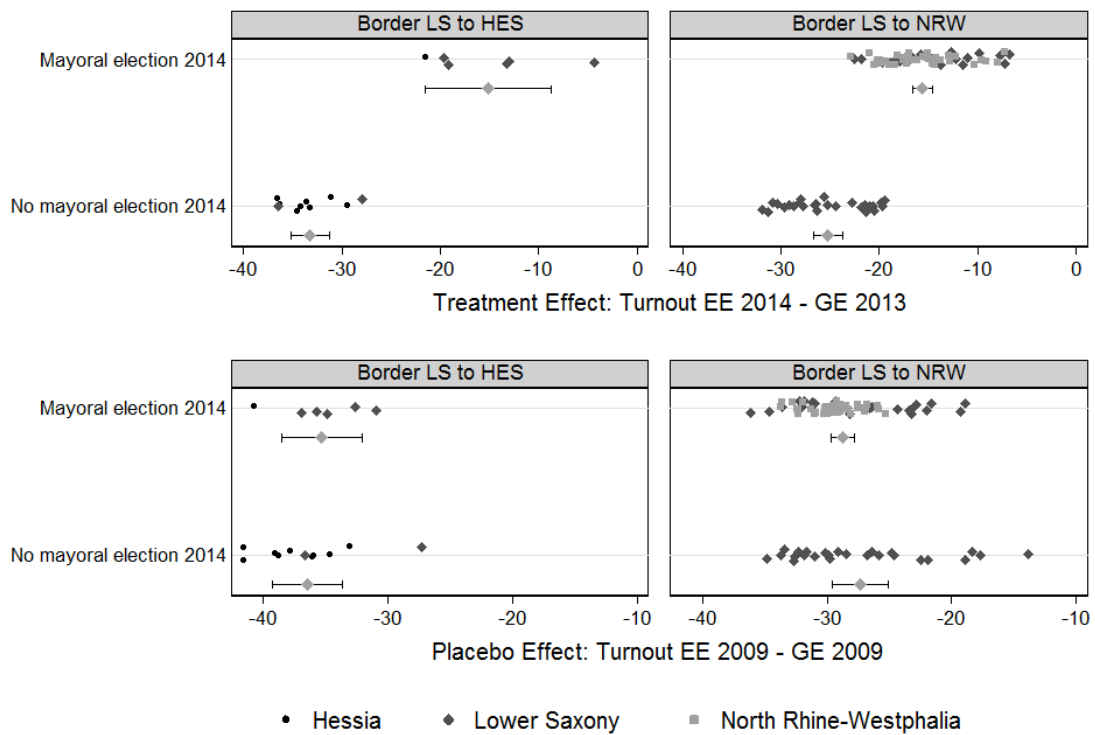 Border LS to HES Border LS to NRW
Mayoral election 2014
No mayoral election 2014
-40 -30 -20 -10 0 -40 -30 -20 -10 0
Treatment Effect: Turnout EE 2014 - GE 2013
Border LS to HES Border LS to NRW
Mayoral election 2014
No mayoral election 2014
-40 -30 -20 -10 -40 -30 -20 -10
Placebo Effect: Turnout EE 2009 - GE 2009
Hessia Lower Saxony North Rhine-Westphalia